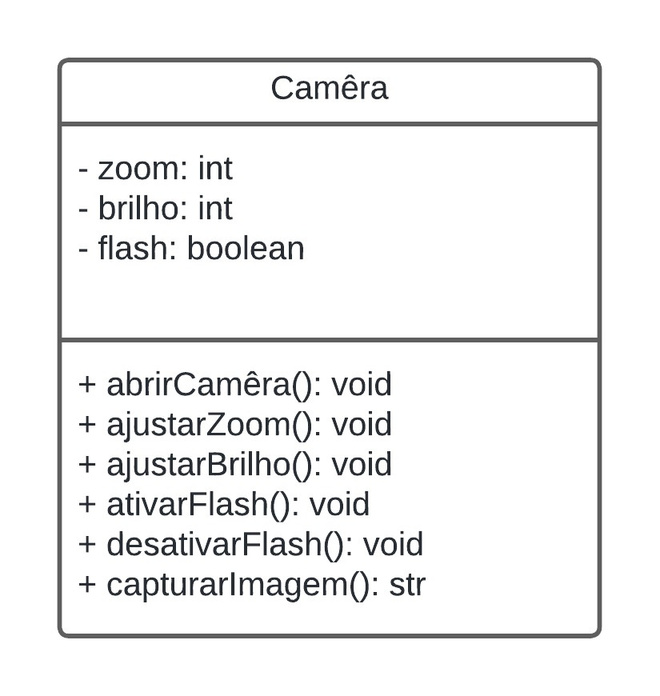 Camêra
- zoom: int
- brilho: int
- flash: boolean
+ abrirCamêra(): void
+ ajustarZoom(): void
+ ajustarBrilho(): void
+ ativarFlash(): void
+ desativarFlash(): void
+ capturarImagem(): str